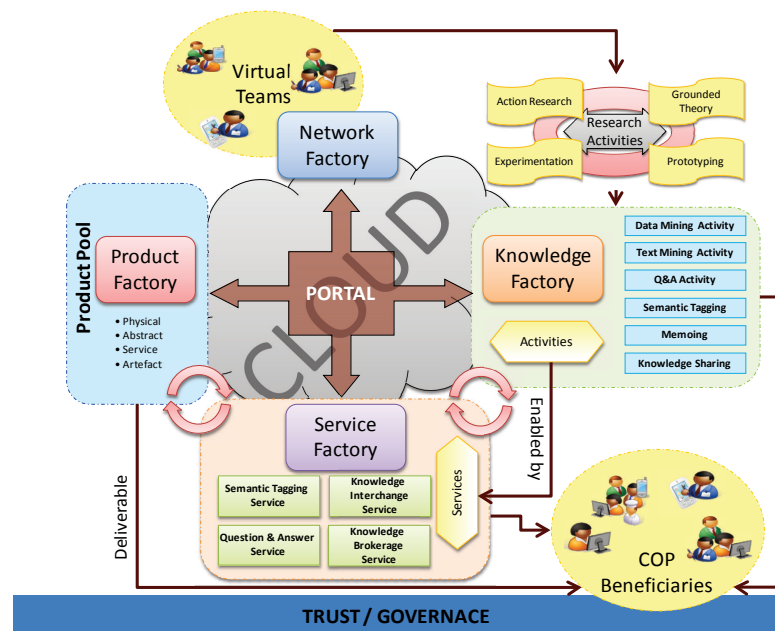 Virtual
Teams
Network
Factory
Action Research
Grounded
Theory
Research
Activities
Experimentation
Prototyping
Product Pool
Product
Factory
• Physical
• Abstract
• Service
• Artefact
CLOUD
PORTAL
Knowledge
Factory
Activities
Data Mining Activity
Text Mining Activity
Q&A Activity
Semantic Tagging
Memoing
Knowledge Sharing
Service
Factory
Semantic Tagging
Service
Knowledge
Interchange
Service
Question & Answer
Service
Knowledge
Brokerage
Service
Services
Enabled by
Deliverable
COP
Beneficiaries
TRUST / GOVERNACE